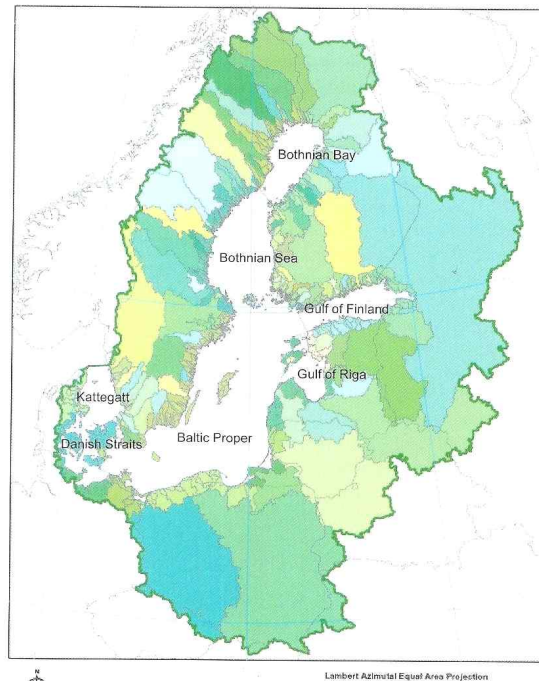 Bothnian Bay
Bothnian Sea
Gulf of Finland
Gulf of Riga
Kattegatt
Danish Straits
Baltic Proper
N
Lambert Azimutal Equal Area Projection